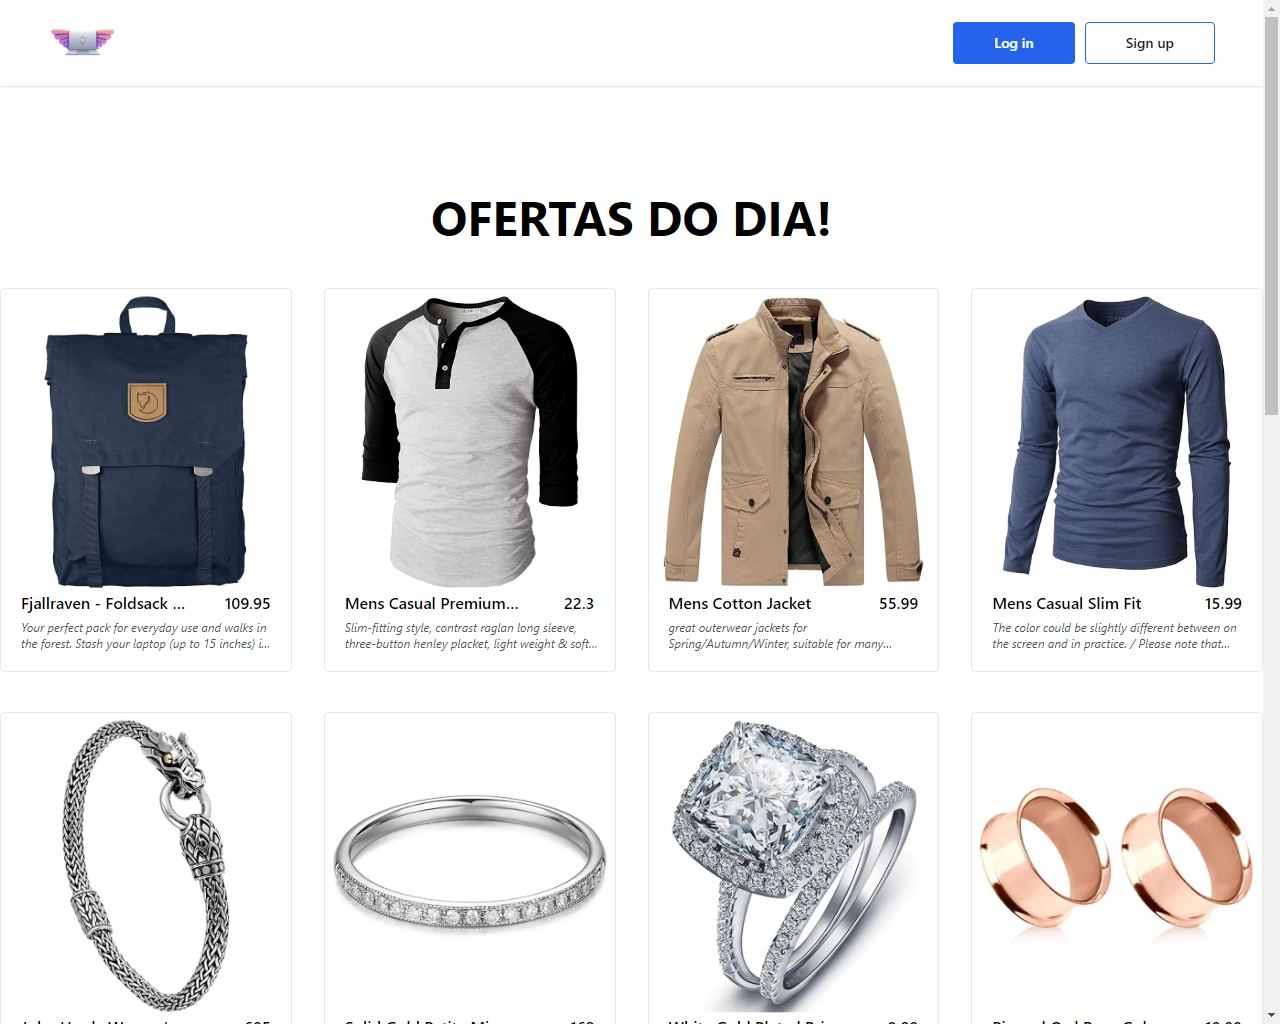 Log in
Sign up
OFERTAS DO DIA!
Fjallraven - Foldsack ...
109.95
Your perfect pack for everyday use and walks in
the forest. Stash your laptop (up to 15 inches) i...
Mens Casual Premium...
22.3
Slim-fitting style, contrast raglan long sleeve,
three-button henley placket, light weight & soft...
Mens Cotton Jacket
55.99
great outerwear jackets for
Spring/Autumn/Winter, suitable for many...
Mens Casual Slim Fit
15.99
The color could be slightly different between on
the screen and in practice. / Please note that...